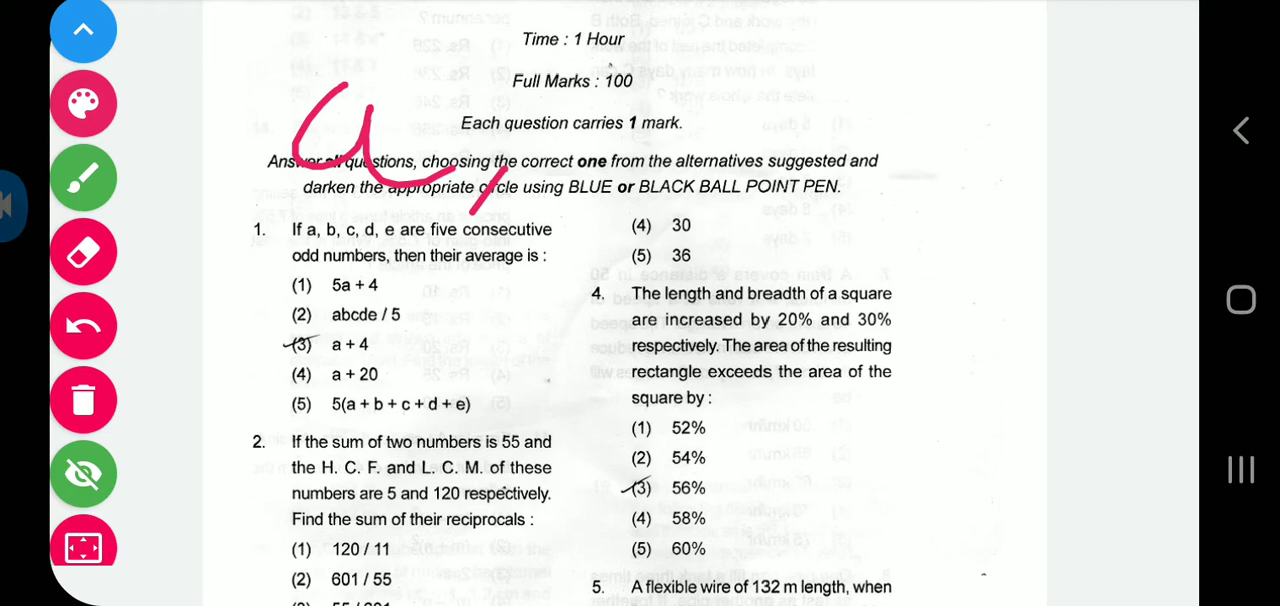 Time : 1 Hour
Full Marks : 100
Each question carries 1 mark.
Answer all questions, choosing the correct one from the alternatives suggested and
darken the appropriate circle using BLUE or BLACK BALL POINT PEN.
a,
1. If a, b, c, d, e are five consecutive
odd numbers, then their average is :
(1) 5a + 4
(2) abcde / 5
(3) a + 4
(4) a + 20
(5) 5(a + b + c + d + e)
2. If the sum of two numbers is 55 and
the H. C. F. and L. C. M. of these
numbers are 5 and 120 respectively.
Find the sum of their reciprocals :
(1) 120 / 11
(2) 601 / 55
(3) 55 / 601
(4) 30
(5) 36
4. The length and breadth of a square
are increased by 20% and 30%
respectively. The area of the resulting
rectangle exceeds the area of the
square by :
(1) 52%
(2) 54%
(3) 56%
(4) 58%
(5) 60%
5. A flexible wire of 132 m length, when